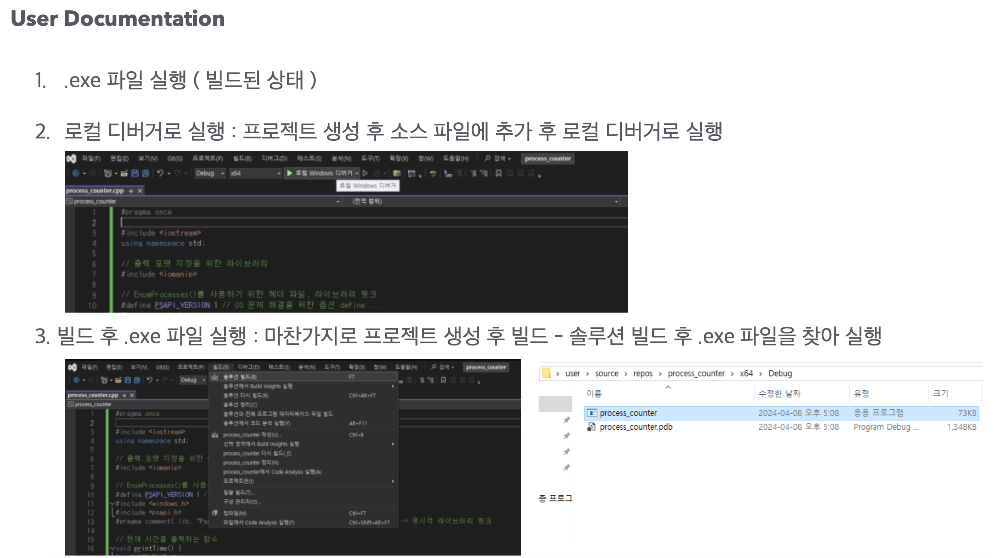 User Documentation
1. .exe 파일 실행 ( 빌드된 상태 )
2. 로컬 디버거로 실행 : 프로젝트 생성 후 소스 파일에 추가 후 로컬 디버거로 실행
파일(F) 편집(E) 보기(V) Git(G) 프로젝트(P) 빌드(B) 디버그(D) 테스트(S) 분석(N) 도구(T) 확장(X) 창(W) 도움말(H) 검색 process_counter
Debug x64 로컬 Windows 디버거
로컬 Windows 디버거
process_counter.cpp
process_counter (전역 범위)
1 #pragma once
2
3 #include <iostream>
4 using namespace std;
5
6 // 출력 포맷 지정을 위한 라이브러리
7 #include <iomanip>
8
9 // EnumProcesses()를 사용하기 위한 헤더 파일, 라이브러리 링크
10 #define PSAPI_VERSION 1 // OS 문제 해결을 위한 옵션 define ...
3. 빌드 후 .exe 파일 실행 : 마찬가지로 프로젝트 생성 후 빌드 - 솔루션 빌드 후 .exe 파일을 찾아 실행
파일(F) 편집(E) 보기(V) Git(G) 프로젝트(P) 빌드(B) 디버그(D) 테스트(S) 분석(N) 도구(T) 확장(X) 창(W) 도움말(H) 검색 process_counter
Debug
process_counter.cpp
process_counter
솔루션 빌드(B) F7
솔루션에서 Build Insights 실행
솔루션 다시 빌드(R) Ctrl+Alt+F7
솔루션 정리(C)
솔루션의 전체 프로그램 데이터베이스 파일 빌드
솔루션에서 코드 분석 실행(Y) Alt+F11
process_counter 작성(U)... Ctrl+B
선택 영역에서 Build Insights 실행
process_counter 다시 빌드(_E)
process_counter 정리(N)
process_counter에서 Code Analysis 실행(A)
프로젝트만(J)
일괄 빌드(T)...
구성 관리자(O)...
컴파일(M) Ctrl+F7
파일에서 Code Analysis 실행(F) Ctrl+Shift+Alt+F7
1 #pragma once
2
3 #include <iostream>
4 using namespace std;
5
6 // 출력 포맷 지정을 위한
7 #include <iomanip>
8
9 // EnumProcesses()를 사용
10 #define PSAPI_VERSION 1 /
11 #include <windows.h>
12 #include <psapi.h>
13 #pragma comment( lib, "Ps -> 명시적 라이브러리 링크
14
15 // 현재 시간을 출력하는 함수
16 void printTime() {
user > source > repos > process_counter > x64 > Debug
이름 수정한 날짜 유형 크기
process_counter 2024-04-08 오후 5:08 응용 프로그램 73KB
process_counter.pdb 2024-04-08 오후 5:08 Program Debug ... 1,348KB
종 프로그